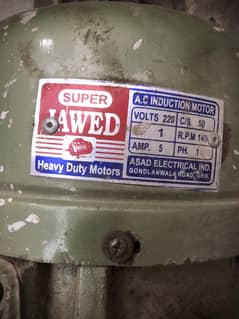 SUPER
JAWED
Heavy Duty Motors
A.C INDUCTION MOTOR
VOLTS 220 C/S. 50
1 R.P.M
AMP. 5 PH. 1
ASAD ELECTRICAL IND.
GONDLANWALA ROAD,